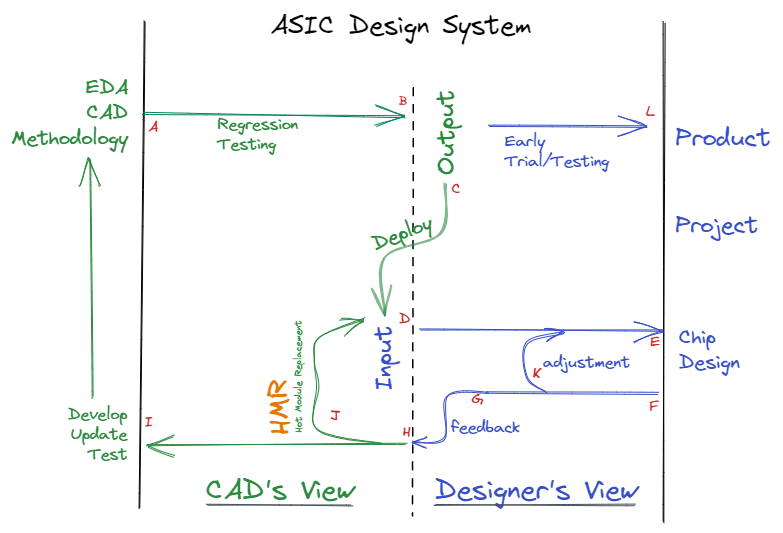 ASIC Design System
EDA
CAD
Methodology
A
Regression
Testing
B
Output
C
Early
Trial/Testing
L
Product
Project
Deploy
Input
D
E
Chip
Design
K
adjustment
F
G
feedback
H
HMR
Hot Module Replacement
J
I
Develop
Update
Test
CAD's View
Designer's View